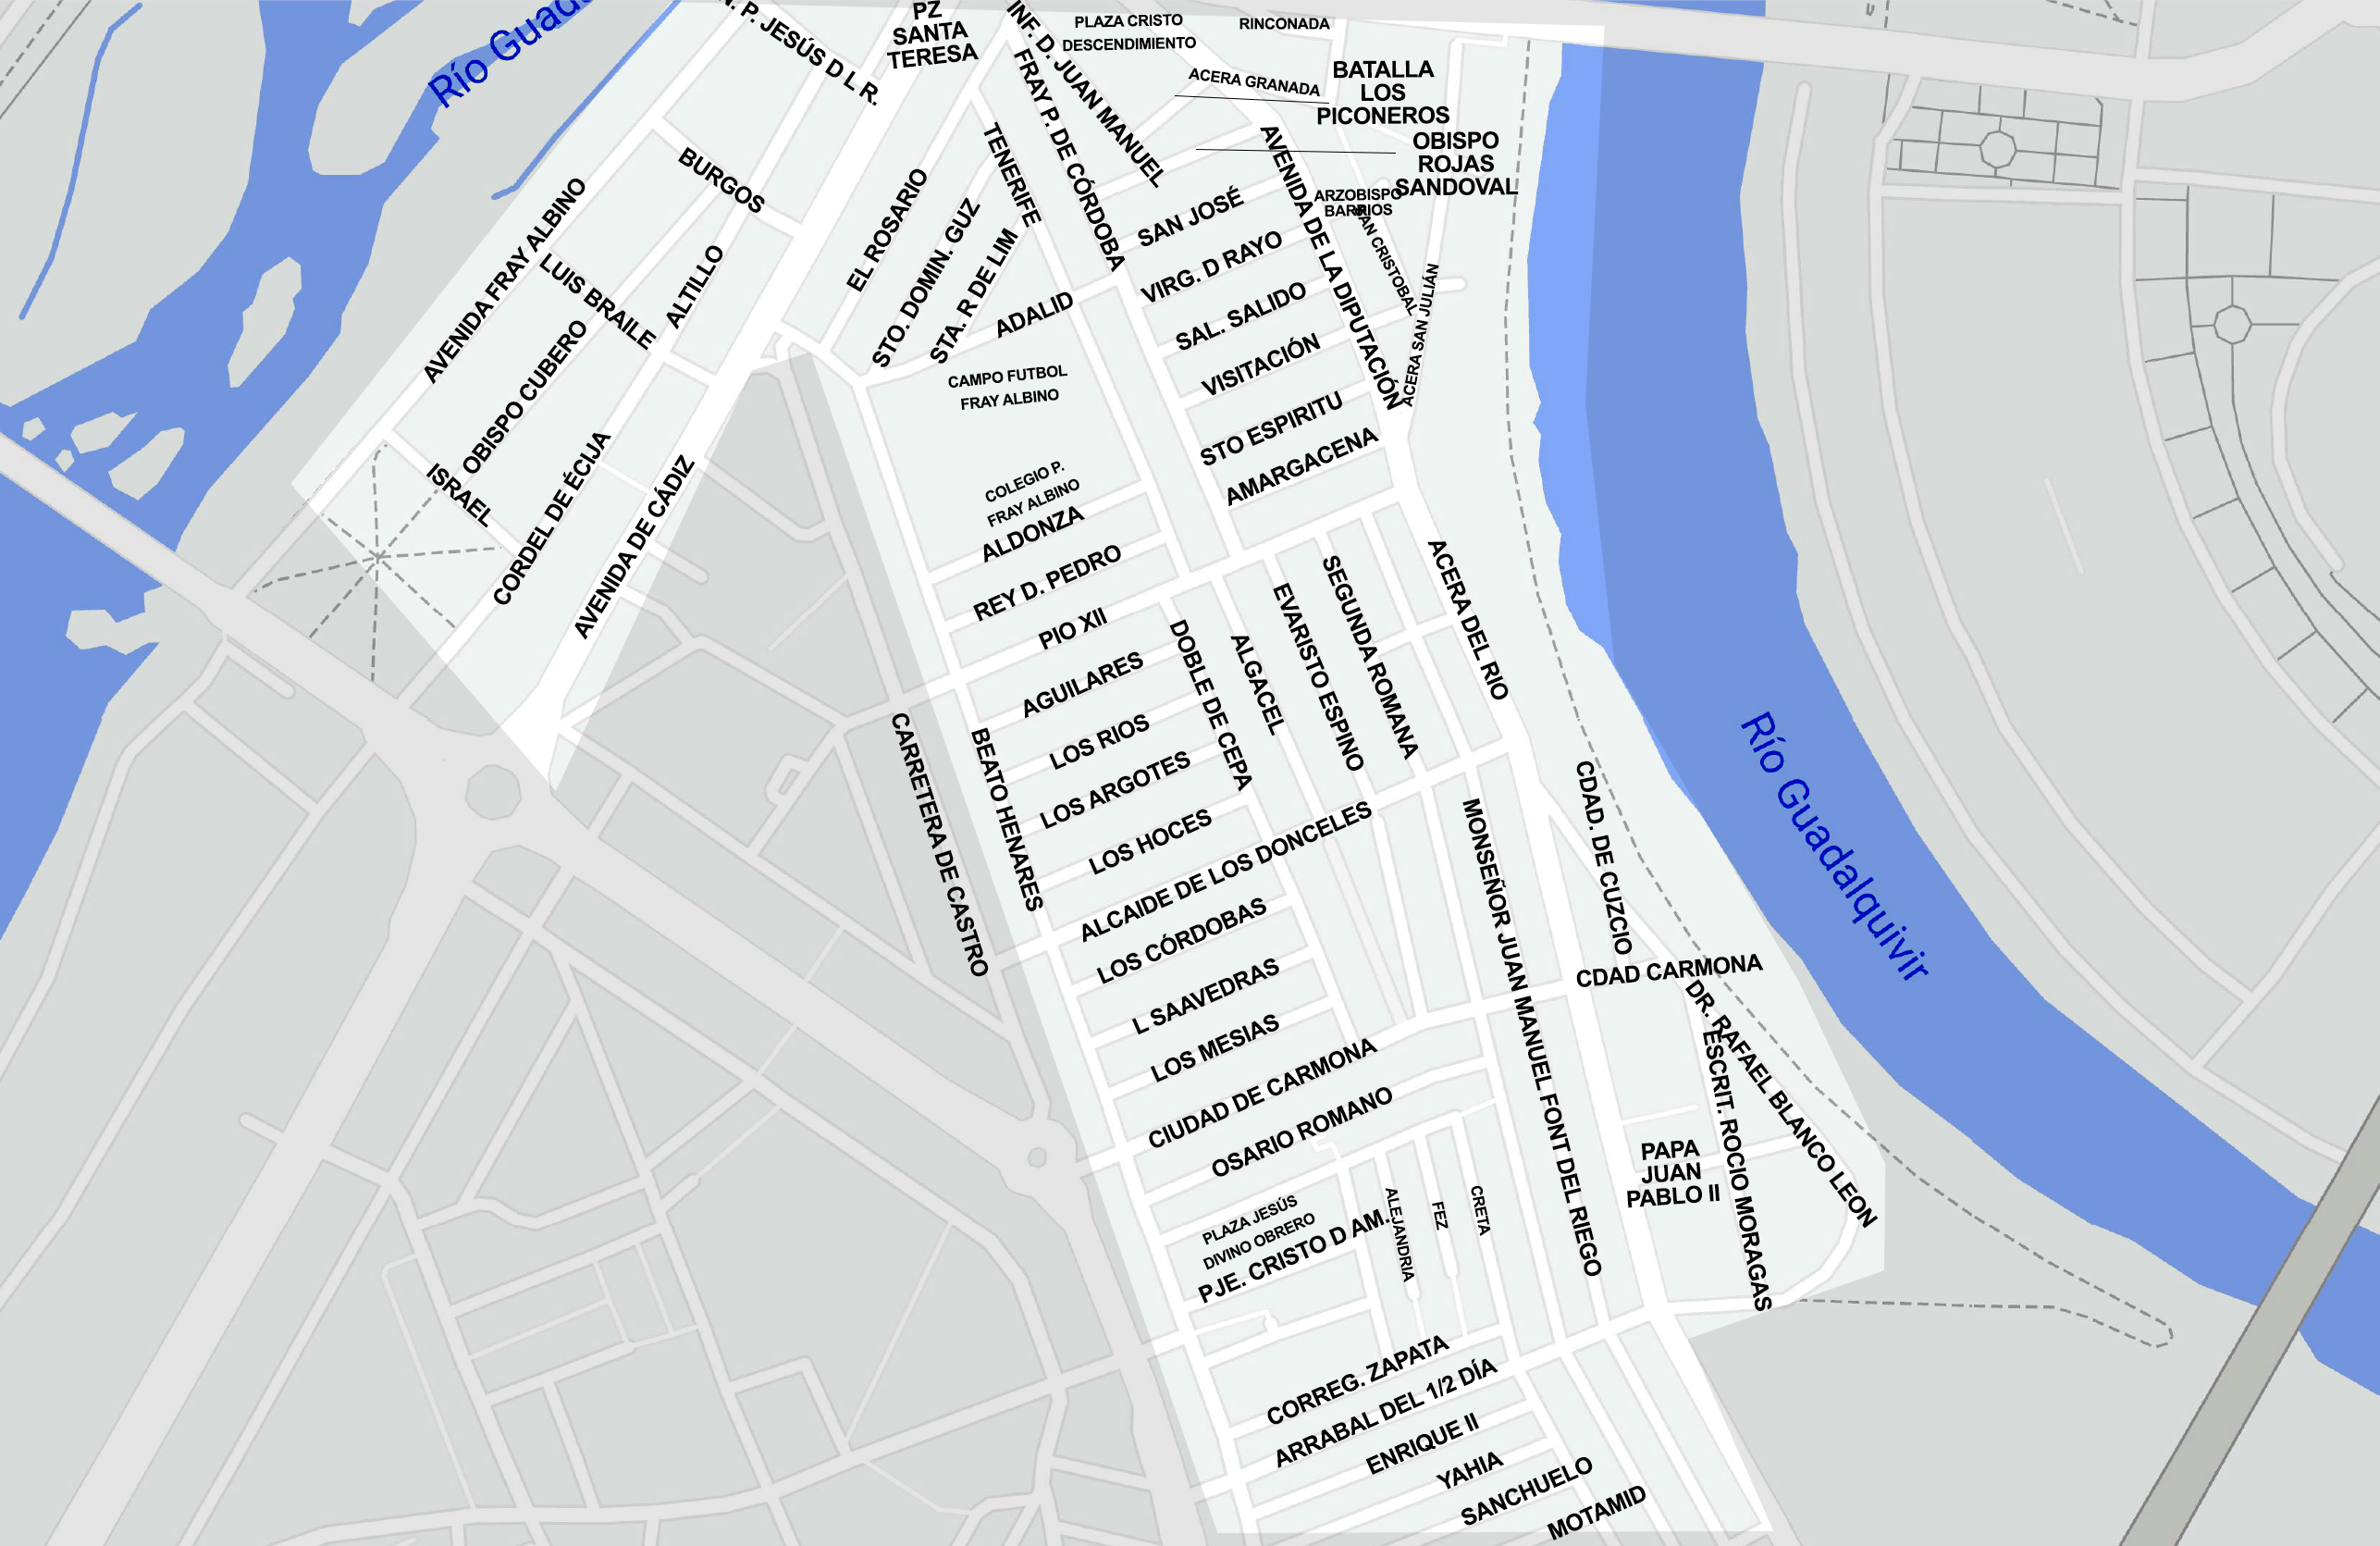 Río Guad
. P. JESÚS D L R.
PZ
SANTA
TERESA
INF. D. JUAN MANUEL
PLAZA CRISTO
DESCENDIMIENTO
RINCONADA
FRAY P. DE CÓRDOBA
ACERA GRANADA
BATALLA
LOS
PICONEROS
OBISPO
ROJAS
SANDOVAL
AVENIDA DE LA DIPUTACIÓN
ARZOBISPO
BARRIOS
SAN CRISTOBAL
ACERA SAN JULIÁN
BURGOS
AVENIDA FRAY ALBINO
LUIS BRAILE
ALTILLO
OBISPO CUBERO
ISRAEL
CORDEL DE ÉCIJA
AVENIDA DE CÁDIZ
EL ROSARIO
TENERIFE
STO. DOMIN. GUZ
STA. R DE LIM
ADALID
SAN JOSÉ
VIRG. D RAYO
SAL. SALIDO
VISITACIÓN
STO ESPIRITU
AMARGACENA
CAMPO FUTBOL
FRAY ALBINO
COLEGIO P.
FRAY ALBINO
ALDONZA
REY D. PEDRO
PIO XII
AGUILARES
LOS RIOS
LOS ARGOTES
LOS HOCES
DOBLE DE CEPA
ALGACEL
EVARISTO ESPINO
SEGUNDA ROMANA
ACERA DEL RIO
CARRETERA DE CASTRO
BEATO HENARES
ALCAIDE DE LOS DONCELES
LOS CÓRDOBAS
L SAAVEDRAS
LOS MESIAS
CIUDAD DE CARMONA
OSARIO ROMANO
MONSEÑOR JUAN MANUEL FONT DEL RIEGO
CDAD. DE CUZCIO
CDAD CARMONA
Río Guadalquivir
DR. RAFAEL BLANCO LEON
ESCRIT. ROCIO MORAGAS
PAPA
JUAN
PABLO II
PLAZA JESÚS
DIVINO OBRERO
PJE. CRISTO D AM.
ALEJANDRIA
FEZ
CRETA
CORREG. ZAPATA
ARRABAL DEL 1/2 DÍA
ENRIQUE II
YAHIA
SANCHUELO
MOTAMID